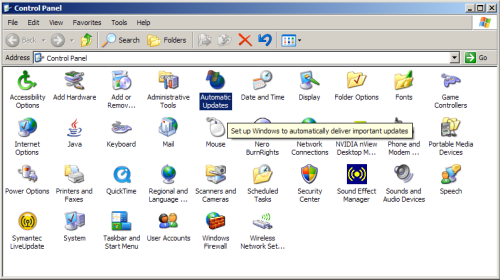 Control Panel
File Edit View Favorites Tools Help
Back Search Folders
Address Control Panel Go
Accessibility Options
Add Hardware
Add or Remov...
Administrative Tools
Automatic Updates
Date and Time
Display
Folder Options
Fonts
Game Controllers
Set up Windows to automatically deliver important updates
Internet Options
Java
Keyboard
Mail
Mouse
Nero BurnRights
Network Connections
NVIDIA nView Desktop M...
Phone and Modem ...
Portable Media Devices
Power Options
Printers and Faxes
QuickTime
Regional and Language ...
Scanners and Cameras
Scheduled Tasks
Security Center
Sound Effect Manager
Sounds and Audio Devices
Speech
Symantec LiveUpdate
System
Taskbar and Start Menu
User Accounts
Windows Firewall
Wireless Network Set...